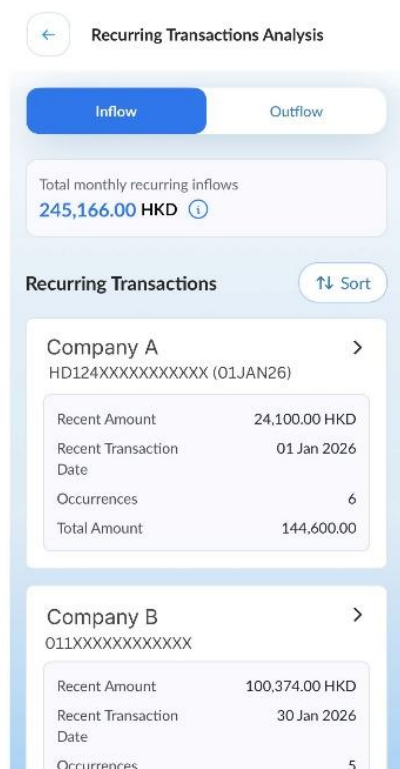 Recurring Transactions Analysis
Inflow
Outflow
Total monthly recurring inflows
245,166.00 HKD
Recurring Transactions
Sort
Company A
HD124XXXXXXXXXXX (01JAN26)
Recent Amount 24,100.00 HKD
Recent Transaction Date 01 Jan 2026
Occurrences 6
Total Amount 144,600.00
Company B
011XXXXXXXXXXXX
Recent Amount 100,374.00 HKD
Recent Transaction Date 30 Jan 2026
Occurrences 5